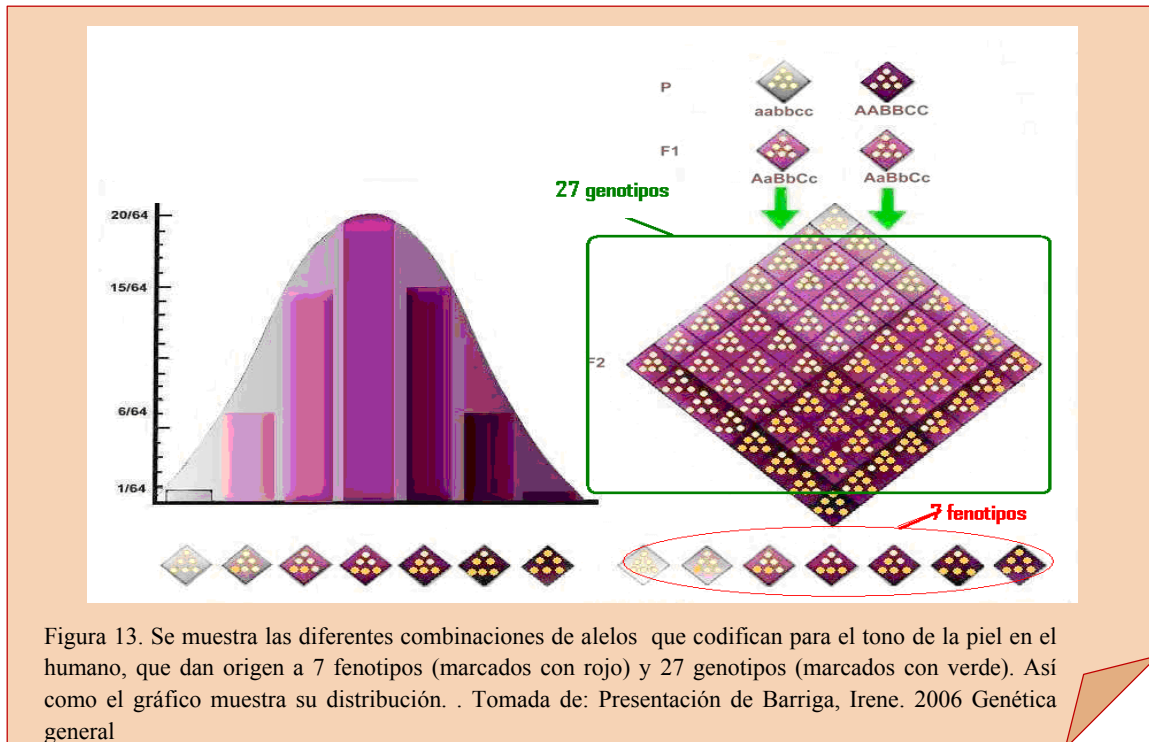 P
aabbcc AABBCC
F1
AaBbCc AaBbCc
27 genotipos
20/64
15/64
6/64
1/64
F2
7 fenotipos
Figura 13. Se muestra las diferentes combinaciones de alelos que codifican para el tono de la piel en el
humano, que dan origen a 7 fenotipos (marcados con rojo) y 27 genotipos (marcados con verde). Así
como el gráfico muestra su distribución. . Tomada de: Presentación de Barriga, Irene. 2006 Genética
general